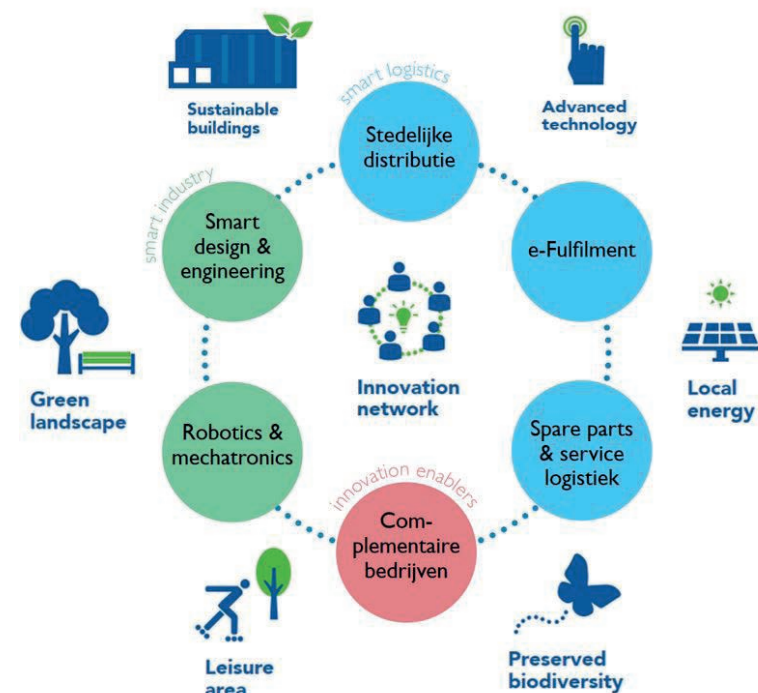 smart logistics
Sustainable
buildings
Advanced
technology
Stedelijke
distributie
smart industry
Smart
design &
engineering
e-Fulfilment
Green
landscape
Innovation
network
Local
energy
Robotics &
mechatronics
Spare parts
& service
logistiek
innovation enablers
Com-
plementaire
bedrijven
Leisure
area
Preserved
biodiversity